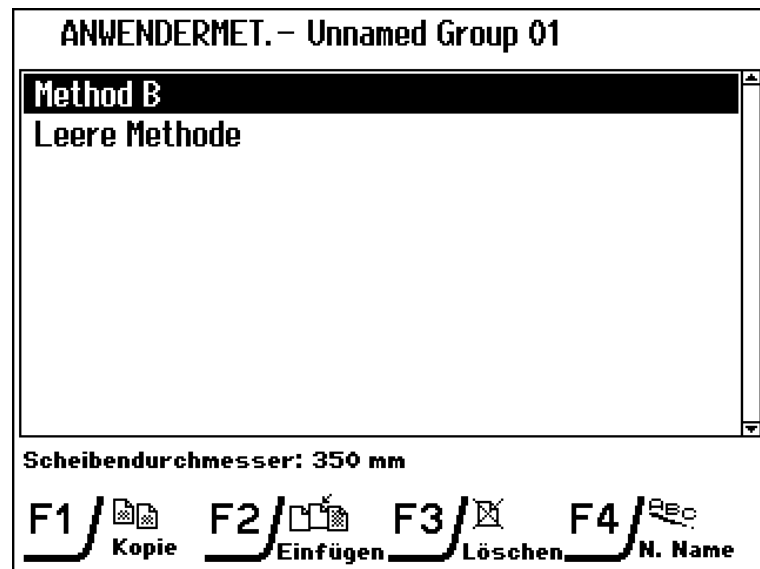 ANWENDERMET. – Unnamed Group 01
Method B
Leere Methode
Scheibendurchmesser: 350 mm
F1 Kopie F2 Einfügen F3 Löschen F4 N. Name